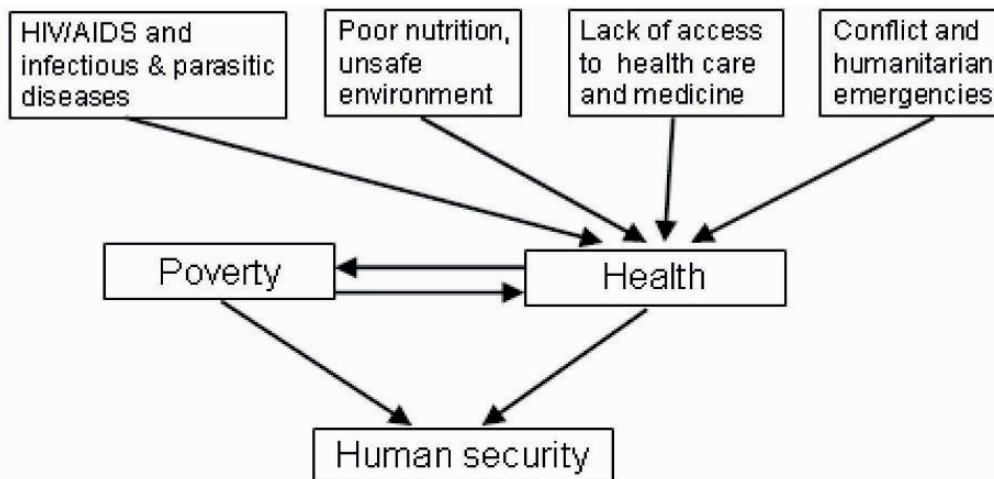 HIV/AIDS and
infectious & parasitic
diseases
Poor nutrition,
unsafe
environment
Lack of access
to health care
and medicine
Conflict and
humanitarian
emergencies
Poverty
Health
Human security